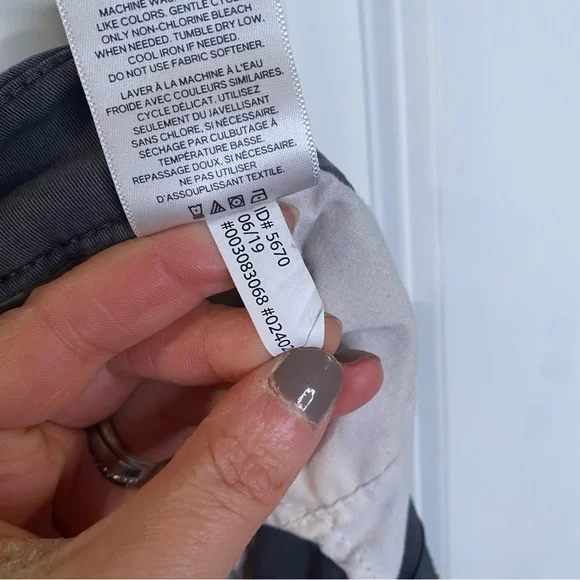 MACHINE WAS
LIKE COLORS. GENTLE CYCL
ONLY NON-CHLORINE BLEACH
WHEN NEEDED. TUMBLE DRY LOW.
COOL IRON IF NEEDED.
DO NOT USE FABRIC SOFTENER.
LAVER À LA MACHINE À L'EAU
FROIDE AVEC COULEURS SIMILAIRES.
CYCLE DÉLICAT. UTILISEZ
SEULEMENT DU JAVELLISANT
SANS CHLORE, SI NÉCESSAIRE.
SÉCHAGE PAR CULBUTAGE À
TEMPÉRATURE BASSE.
REPASSAGE DOUX, SI NÉCESSAIRE.
NE PAS UTILISER
D'ASSOUPLISSANT TEXTILE.
ID# 5670
06/19
#003083068 #02402